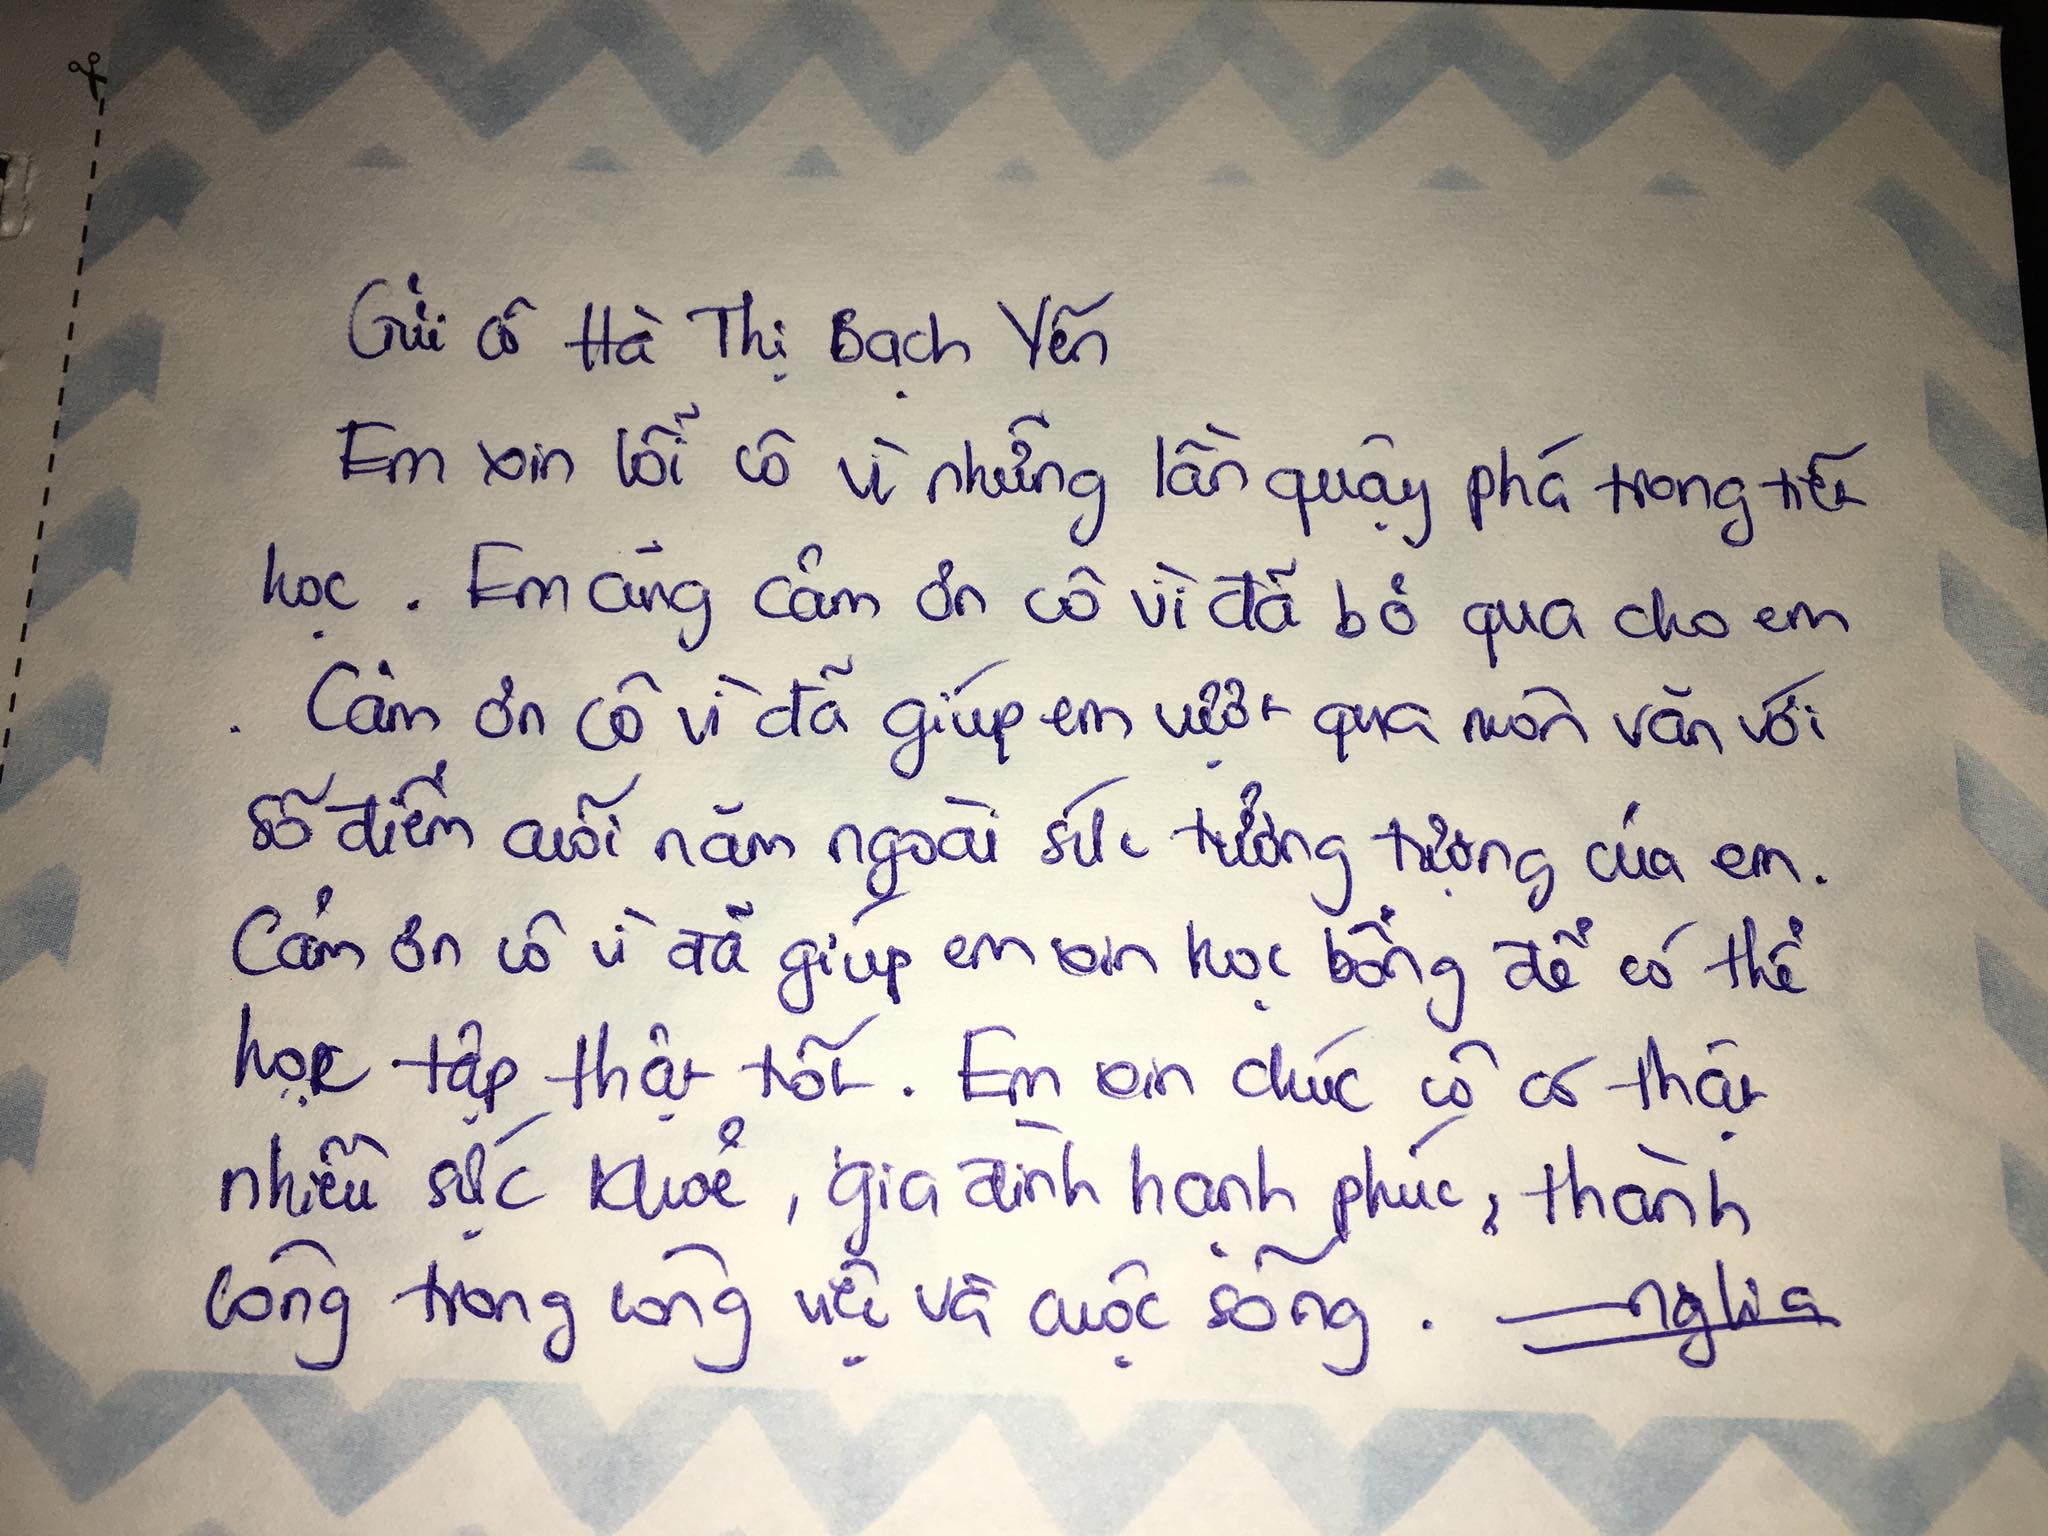 Gửi cô Hà Thị Bạch Yến
Em xin lỗi cô vì những lần quậy phá trong tiết
học. Em cũng cảm ơn cô vì đã bỏ qua cho em
. Cảm ơn cô vì đã giúp em vượt qua môn văn với
số điểm cuối năm ngoài sức tưởng tượng của em.
Cảm ơn cô vì đã giúp em xin học bổng để có thể
học tập thật tốt. Em xin chúc cô có thật
nhiều sức khoẻ, gia đình hạnh phúc, thành
công trong công việc và cuộc sống. Nghĩa